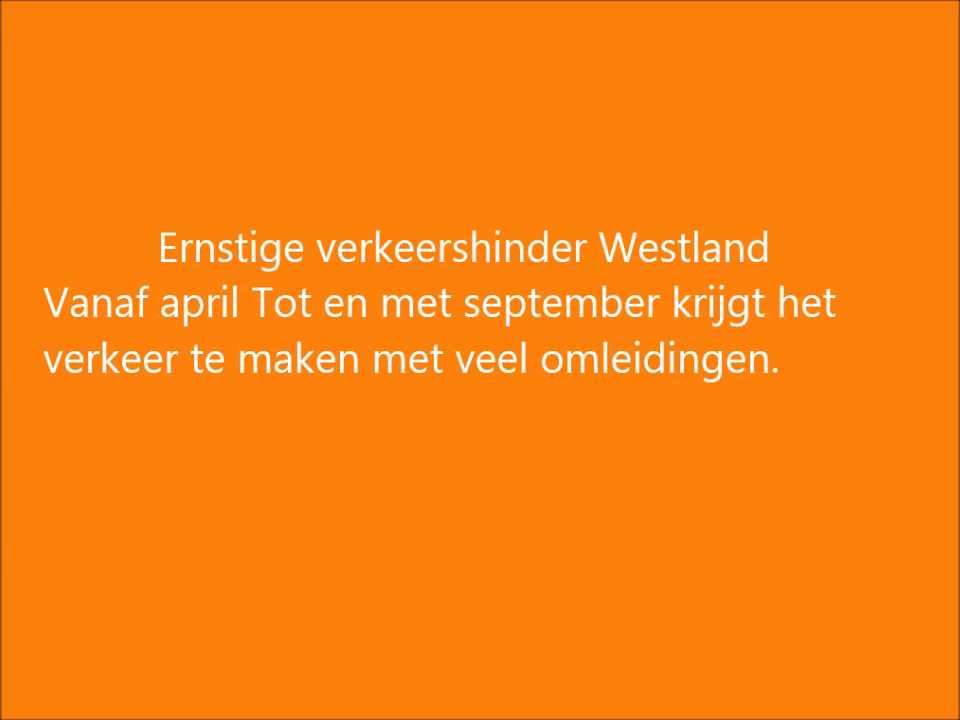 Ernstige verkeershinder Westland
Vanaf april Tot en met september krijgt het
verkeer te maken met veel omleidingen.